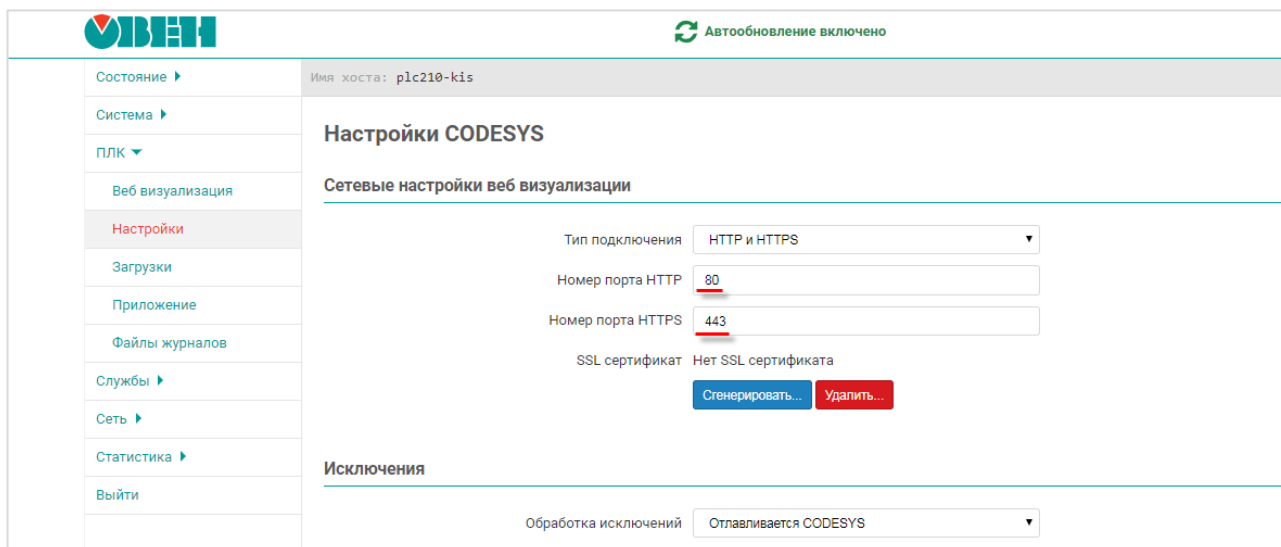 ОВЕН
Автообновление включено
Состояние
Имя хоста: plc210-kis
Система
ПЛК
Веб визуализация
Настройки
Загрузки
Приложение
Файлы журналов
Службы
Сеть
Статистика
Выйти
Настройки CODESYS
Сетевые настройки веб визуализации
Тип подключения HTTP и HTTPS
Номер порта HTTP 80
Номер порта HTTPS 443
SSL сертификат Нет SSL сертификата
Сгенерировать... Удалить...
Исключения
Обработка исключений Отлавливается CODESYS